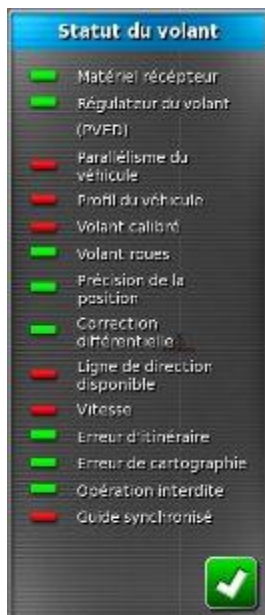 Statut du volant
Matériel récépteur
Régulateur du volant
(PVED)
Parallélisme du
véhicule
Profil du véhicule
Volant calibré
Volant roues
Précision de la
position
Correction
différentielle
Ligne de direction
disponible
Vitesse
Erreur d'itinéraire
Erreur de cartographie
Opération interdite
Guide synchronisé